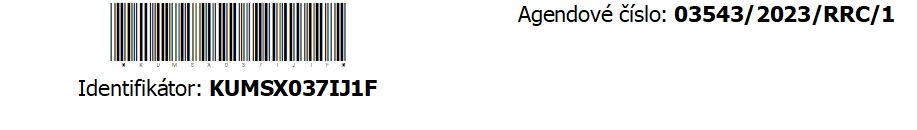 Agendové číslo: 03543/2023/RRC/1
Identifikátor: KUMSX037IJ1F